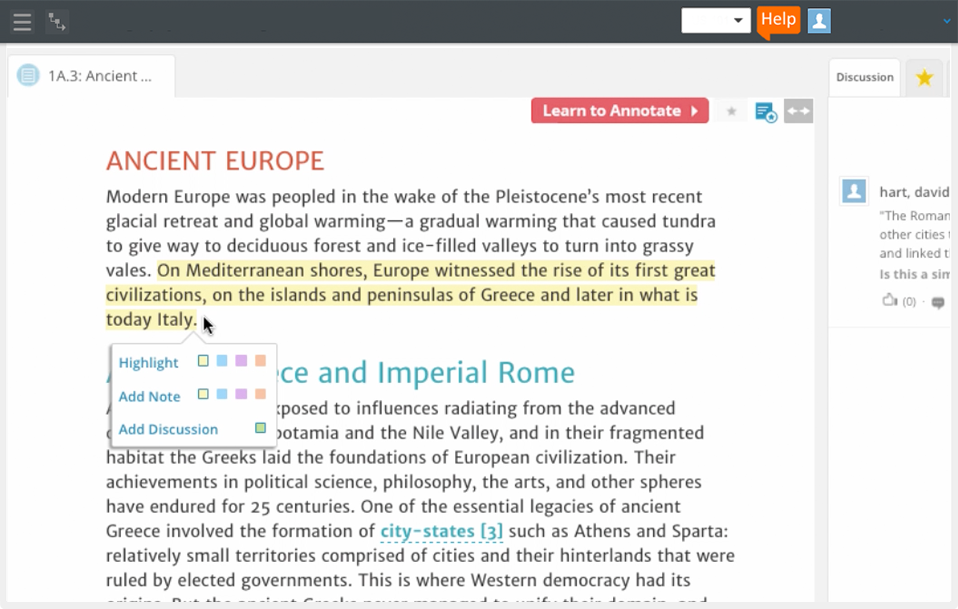 Help
1A.3: Ancient ...
Discussion
Learn to Annotate
ANCIENT EUROPE
Modern Europe was peopled in the wake of the Pleistocene's most recent
glacial retreat and global warming—a gradual warming that caused tundra
to give way to deciduous forest and ice-filled valleys to turn into grassy
vales. On Mediterranean shores, Europe witnessed the rise of its first great
civilizations, on the islands and peninsulas of Greece and later in what is
today Italy.
Highlight
Add Note
Add Discussion
ce and Imperial Rome
xposed to influences radiating from the advanced
potamia and the Nile Valley, and in their fragmented
habitat the Greeks laid the foundations of European civilization. Their
achievements in political science, philosophy, the arts, and other spheres
have endured for 25 centuries. One of the essential legacies of ancient
Greece involved the formation of city-states [3] such as Athens and Sparta:
relatively small territories comprised of cities and their hinterlands that were
ruled by elected governments. This is where Western democracy had its
hart, david
"The Roman
other cities
and linked t
Is this a sim
(0)